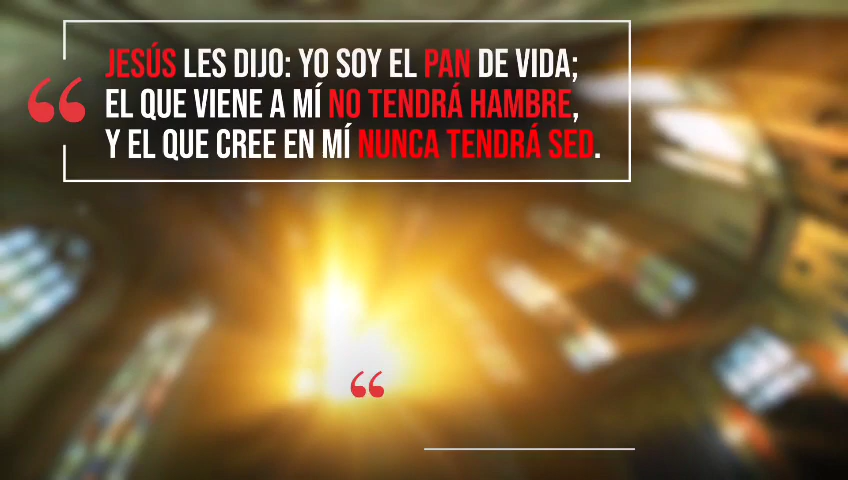 JESÚS LES DIJO: YO SOY EL PAN DE VIDA;
EL QUE VIENE A MÍ NO TENDRÁ HAMBRE,
Y EL QUE CREE EN MÍ NUNCA TENDRÁ SED.